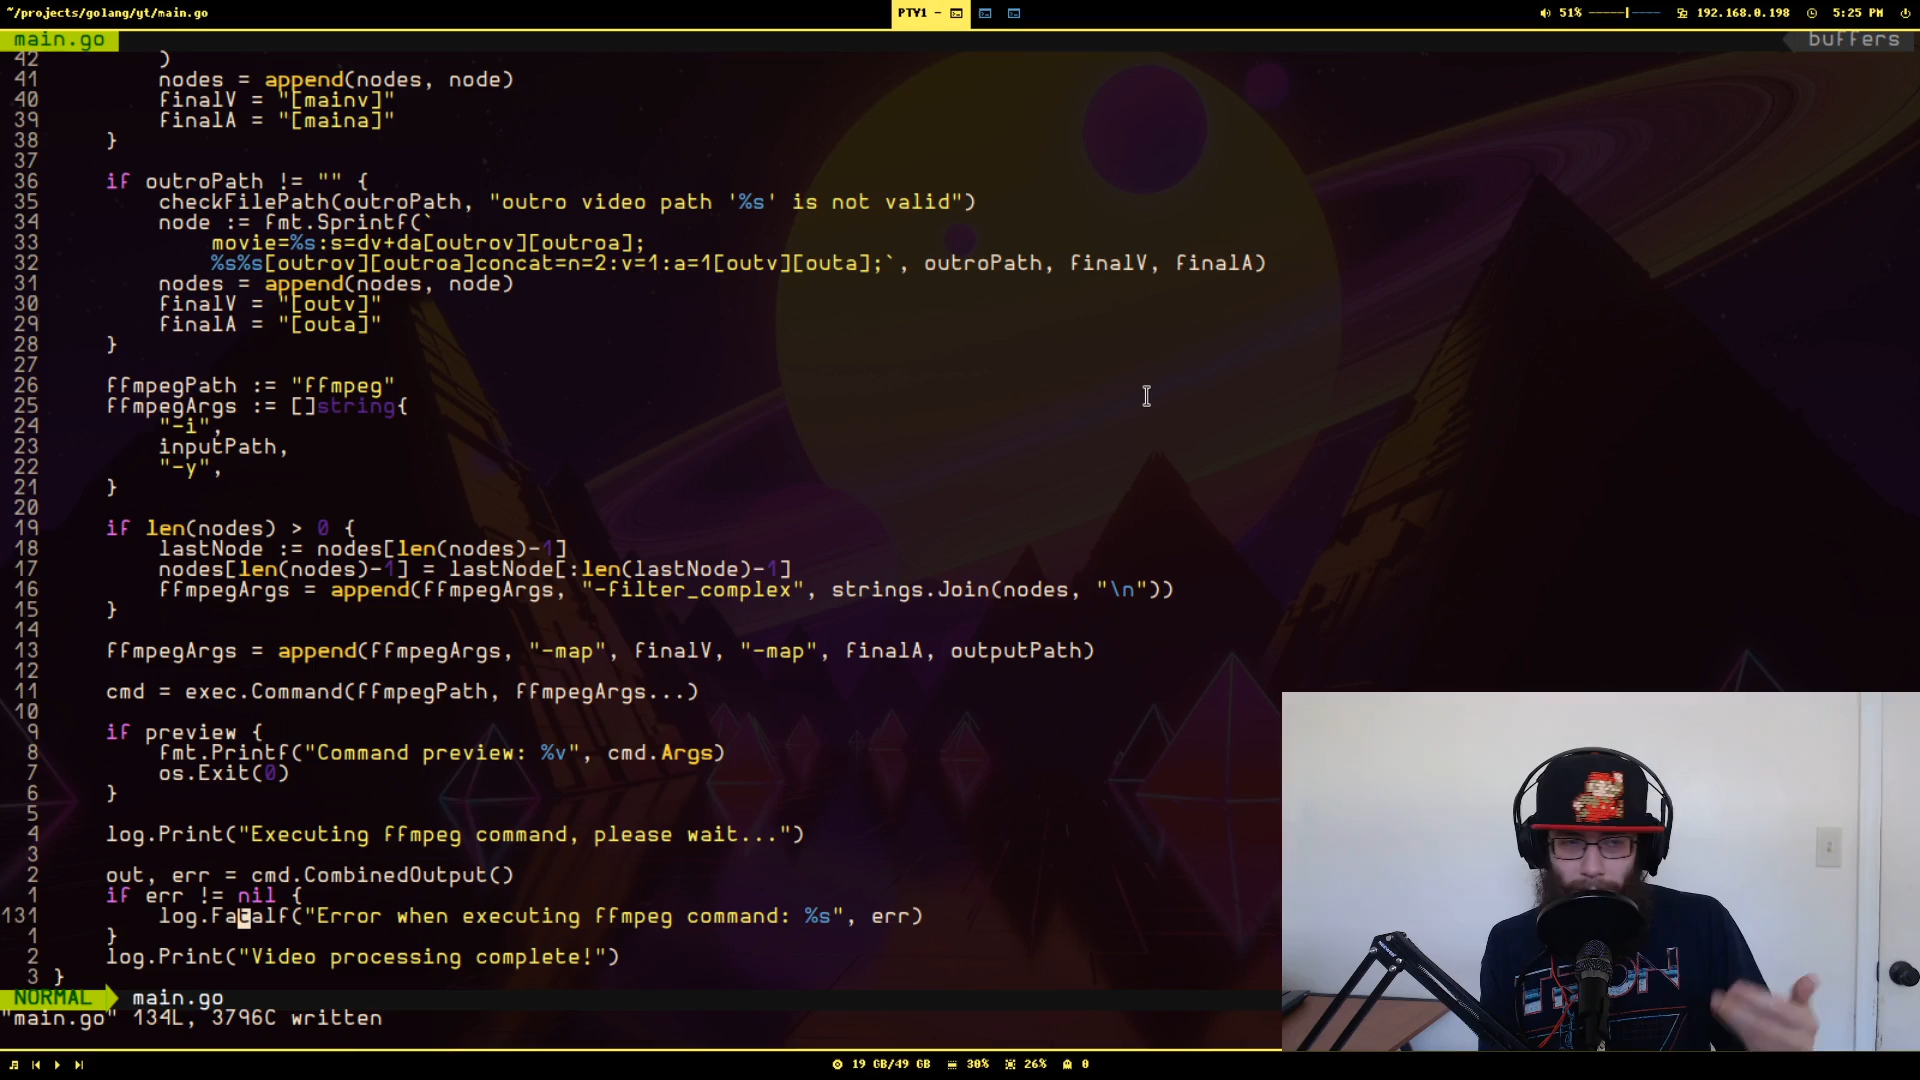 ~/projects/golang/yt/main.go
PTY1 -
51%
192.168.0.198
5:25 PM
main.go
buffers
42 )
41 nodes = append(nodes, node)
40 finalV = "[mainv]"
39 finalA = "[maina]"
38 }
37
36 if outroPath != "" {
35 checkFilePath(outroPath, "outro video path '%s' is not valid")
34 node := fmt.Sprintf(`
33 movie=%s:s=dv+da[outrov][outroa];
32 %s%s[outrov][outroa]concat=n=2:v=1:a=1[outv][outa];`, outroPath, finalV, finalA)
31 nodes = append(nodes, node)
30 finalV = "[outv]"
29 finalA = "[outa]"
28 }
27
26 ffmpegPath := "ffmpeg"
25 ffmpegArgs := []string{
24 "-i",
23 inputPath,
22 "-y",
21 }
20
19 if len(nodes) > 0 {
18 lastNode := nodes[len(nodes)-1]
17 nodes[len(nodes)-1] = lastNode[:len(lastNode)-1]
16 ffmpegArgs = append(ffmpegArgs, "-filter_complex", strings.Join(nodes, "\n"))
15 }
14
13 ffmpegArgs = append(ffmpegArgs, "-map", finalV, "-map", finalA, outputPath)
12
11 cmd = exec.Command(ffmpegPath, ffmpegArgs...)
10
9 if preview {
8 fmt.Printf("Command preview: %v", cmd.Args)
7 os.Exit(0)
6 }
5
4 log.Print("Executing ffmpeg command, please wait...")
3
2 out, err = cmd.CombinedOutput()
1 if err != nil {
131 log.Fatalf("Error when executing ffmpeg command: %s", err)
1 }
2 log.Print("Video processing complete!")
3 }
NORMAL main.go
"main.go" 134L, 3796C written
19 GB/49 GB
30%
26%
0